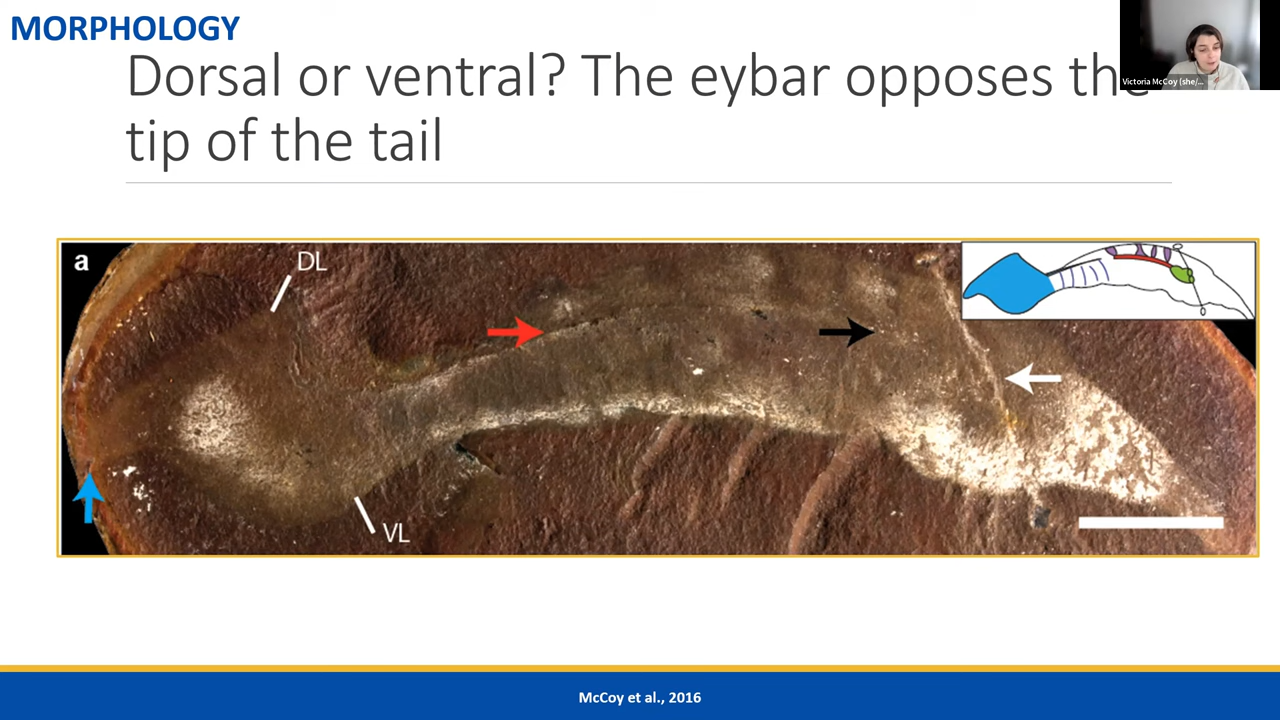 MORPHOLOGY
Dorsal or ventral? The eybar opposes the
tip of the tail
Victoria McCoy (she/...
a
DL
VL
McCoy et al., 2016